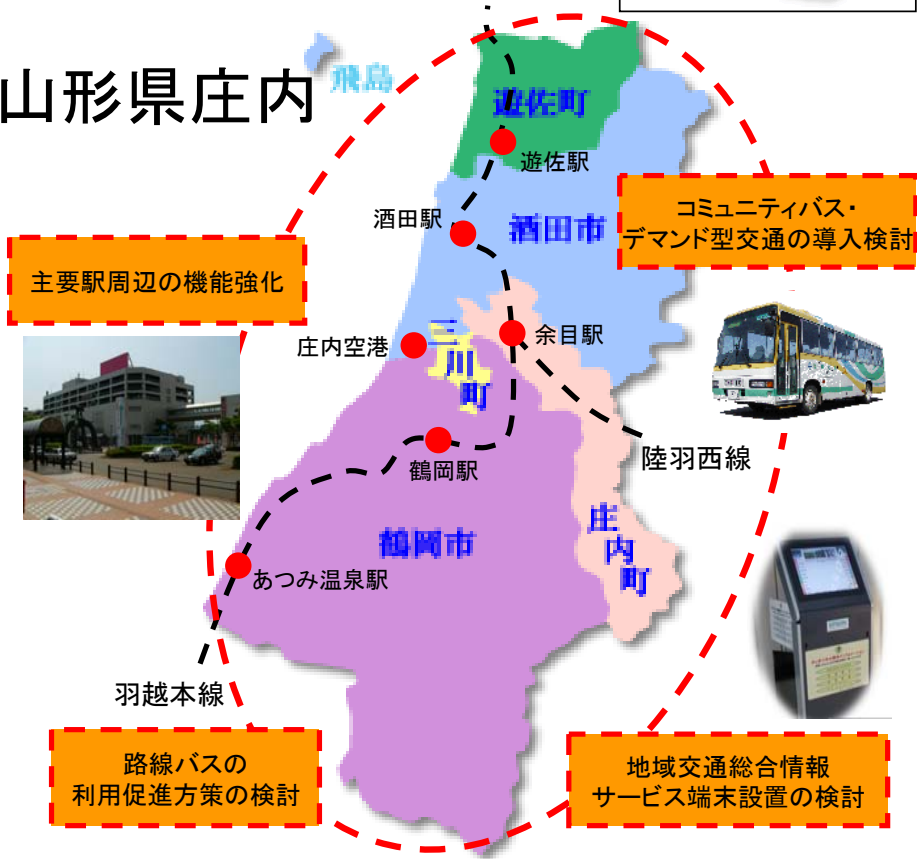 山形県庄内
飛島
遊佐町
遊佐駅
酒田駅
酒田市
コミュニティバス・
デマンド型交通の導入検討
主要駅周辺の機能強化
庄内空港
三川町
余目駅
陸羽西線
鶴岡駅
鶴岡市
庄内町
あつみ温泉駅
羽越本線
路線バスの
利用促進方策の検討
地域交通総合情報
サービス端末設置の検討